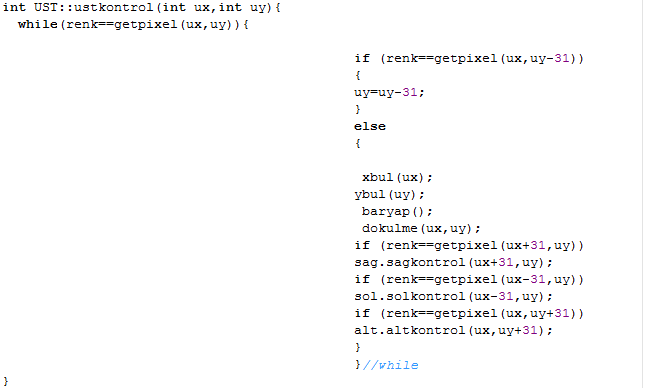 int UST::ustkontrol(int ux,int uy){
while(renk==getpixel(ux,uy)){
if (renk==getpixel(ux,uy-31))
{
uy=uy-31;
}
else
{
xbul(ux);
ybul(uy);
baryap();
dokulme(ux,uy);
if (renk==getpixel(ux+31,uy))
sag.sagkontrol(ux+31,uy);
if (renk==getpixel(ux-31,uy))
sol.solkontrol(ux-31,uy);
if (renk==getpixel(ux,uy+31))
alt.altkontrol(ux,uy+31);
}
}//while
}